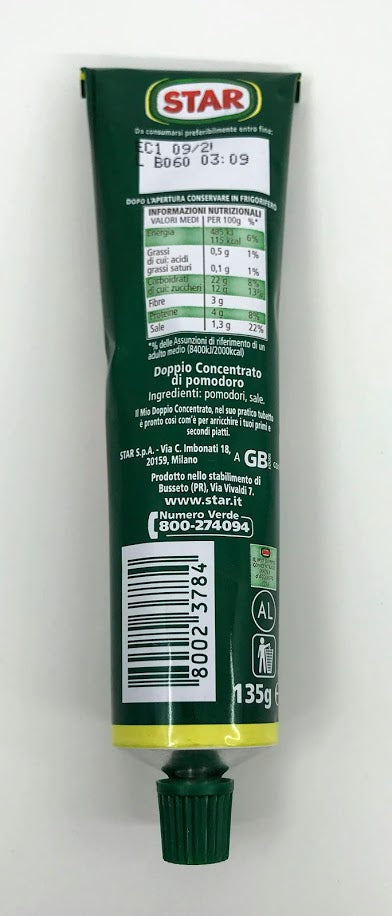 STAR
Da consumarsi preferibilmente entro fine:
EC1 09/21
L B060 03:09
DOPO L'APERTURA CONSERVARE IN FRIGORIFERO
INFORMAZIONI NUTRIZIONALI
VALORI MEDI PER 100g %*
Energia 485 kJ
115 kcal 6%
Grassi 0,5 g 1%
di cui: acidi
grassi saturi 0,1 g 1%
Carboidrati 22 g 8%
di cui: zuccheri 12 g 13%
Fibre 3 g
Proteine 4 g 8%
Sale 1,3 g 22%
*% delle Assunzioni di riferimento di un
adulto medio (8400kJ/2000kcal)
Doppio Concentrato
di pomodoro
Ingredienti: pomodori, sale.
Il Mio Doppio Concentrato, nel suo pratico tubetto
è pronto così com'è per arricchire i tuoi primi e
secondi piatti.
STAR S.p.A. - Via C. Imbonati 18,
20159, Milano
A GB
Prodotto nello stabilimento di
Busseto (PR), Via Vivaldi 7.
www.star.it
Numero Verde
800-274094
8002 3784
AL
135g e